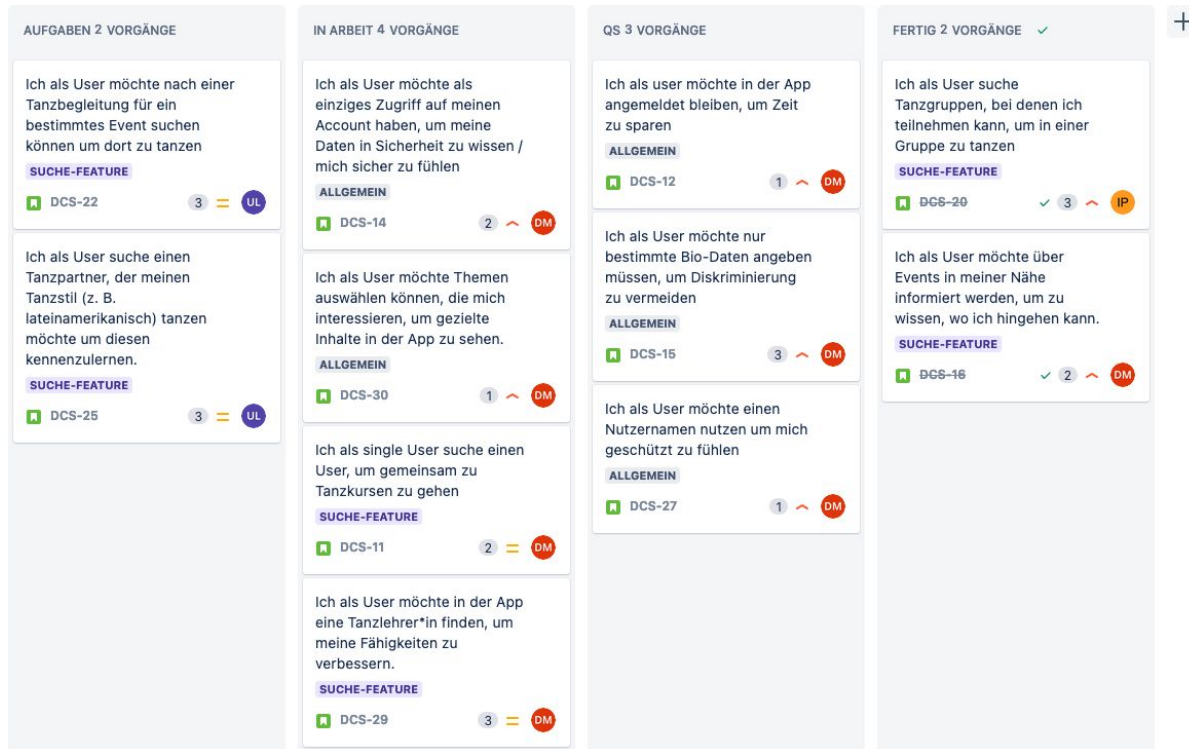 AUFGABEN 2 VORGÄNGE
Ich als User möchte nach einer
Tanzbegleitung für ein
bestimmtes Event suchen
können um dort zu tanzen
SUCHE-FEATURE
DCS-22 3 UL
Ich als User suche einen
Tanzpartner, der meinen
Tanzstil (z. B.
lateinamerikanisch) tanzen
möchte um diesen
kennenzulernen.
SUCHE-FEATURE
DCS-25 3 UL
IN ARBEIT 4 VORGÄNGE
Ich als User möchte als
einziges Zugriff auf meinen
Account haben, um meine
Daten in Sicherheit zu wissen /
mich sicher zu fühlen
ALLGEMEIN
DCS-14 2 DM
Ich als User möchte Themen
auswählen können, die mich
interessieren, um gezielte
Inhalte in der App zu sehen.
ALLGEMEIN
DCS-30 1 DM
Ich als single User suche einen
User, um gemeinsam zu
Tanzkursen zu gehen
SUCHE-FEATURE
DCS-11 2 DM
Ich als User möchte in der App
eine Tanzlehrer*in finden, um
meine Fähigkeiten zu
verbessern.
SUCHE-FEATURE
DCS-29 3 DM
QS 3 VORGÄNGE
Ich als user möchte in der App
angemeldet bleiben, um Zeit
zu sparen
ALLGEMEIN
DCS-12 1 DM
Ich als User möchte nur
bestimmte Bio-Daten angeben
müssen, um Diskriminierung
zu vermeiden
ALLGEMEIN
DCS-15 3 DM
Ich als User möchte einen
Nutzernamen nutzen um mich
geschützt zu fühlen
ALLGEMEIN
DCS-27 1 DM
FERTIG 2 VORGÄNGE
Ich als User suche
Tanzgruppen, bei denen ich
teilnehmen kann, um in einer
Gruppe zu tanzen
SUCHE-FEATURE
DCS-20 3 IP
Ich als User möchte über
Events in meiner Nähe
informiert werden, um zu
wissen, wo ich hingehen kann.
SUCHE-FEATURE
DCS-16 2 DM